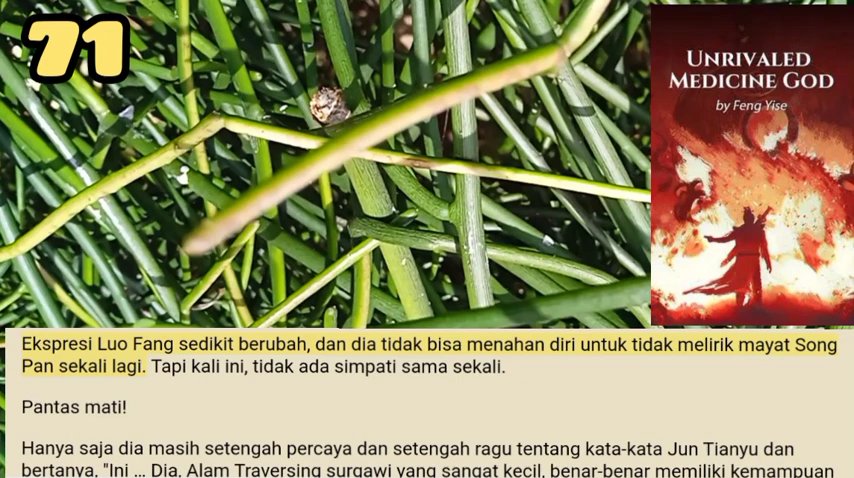 71
UNRIVALED
MEDICINE GOD
by Feng Yise
Ekspresi Luo Fang sedikit berubah, dan dia tidak bisa menahan diri untuk tidak melirik mayat Song
Pan sekali lagi. Tapi kali ini, tidak ada simpati sama sekali.
Pantas mati!
Hanya saja dia masih setengah percaya dan setengah ragu tentang kata-kata Jun Tianyu dan
bertanya, "Ini ... Dia, Alam Traversing surgawi yang sangat kecil, benar-benar memiliki kemampuan